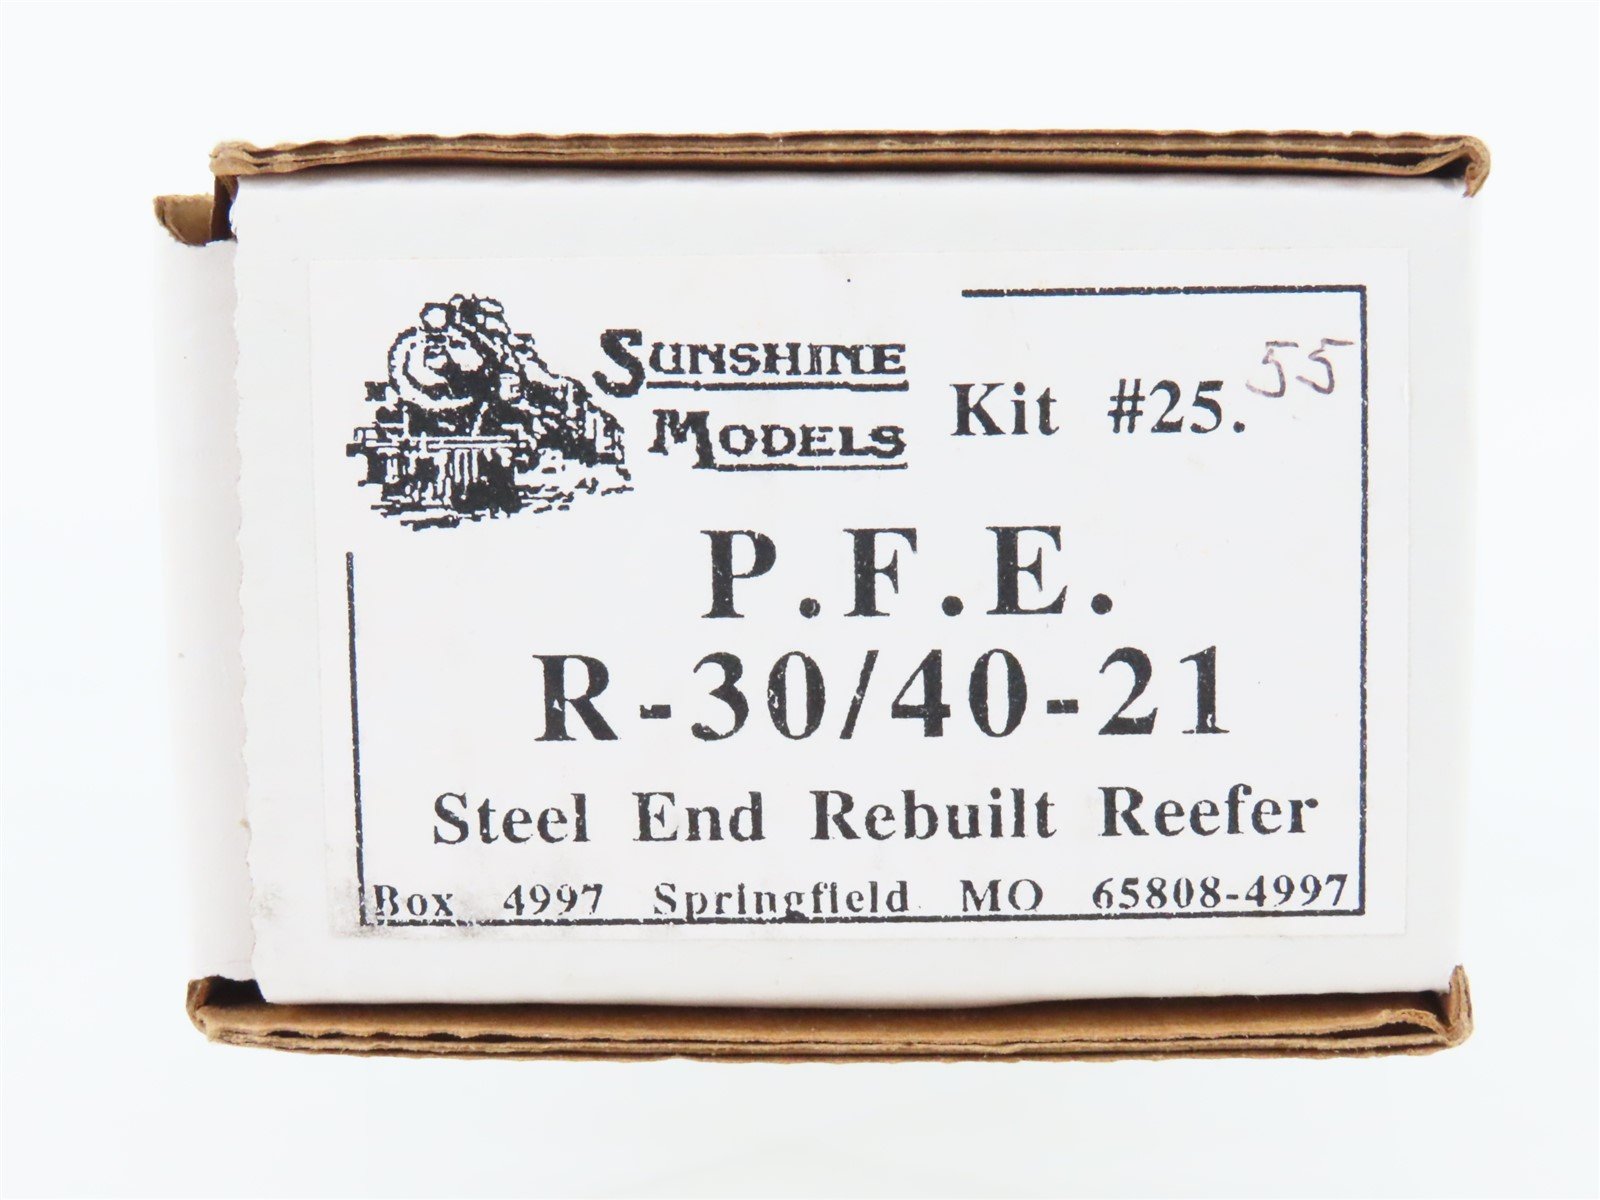 SUNSHINE
MODELS
Kit #25.55
P.F.E.
R-30/40-21
Steel End Rebuilt Reefer
Box 4997 Springfield MO 65808-4997